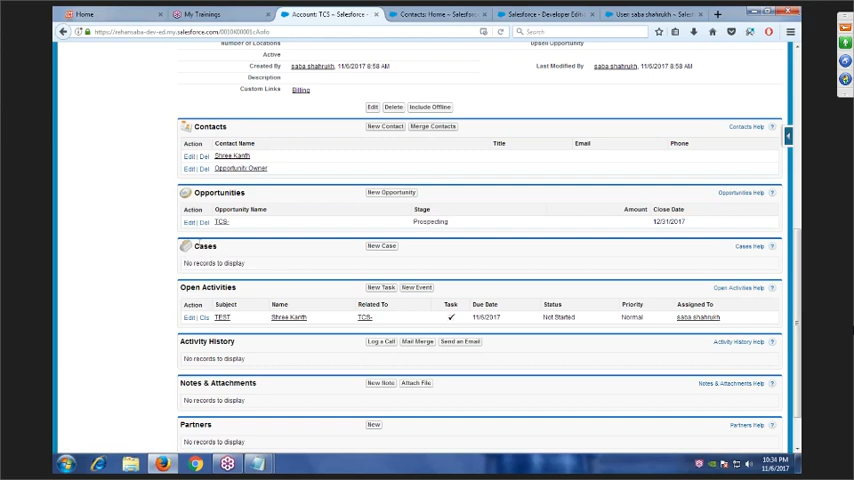 Home
My Trainings
Account: TCS ~ Salesforce -
Contacts: Home ~ Salesfo
Salesforce - Developer Editi
User: saba shahrukh ~ Salesf
Search
Number of Locations
Upsell Opportunity
Active
Created By saba shahrukh, 11/6/2017 8:58 AM Last Modified By saba shahrukh, 11/6/2017 8:58 AM
Description
Custom Links Billing
Edit Delete Include Offline
Contacts New Contact Merge Contacts Contacts Help ?
Action Contact Name Title Email Phone
Edit | Del Shree Kanth
Edit | Del Opportunity Owner
Opportunities New Opportunity Opportunities Help ?
Action Opportunity Name Stage Amount Close Date
Edit | Del TCS- Prospecting 12/31/2017
Cases New Case Cases Help ?
No records to display
Open Activities New Task New Event Open Activities Help ?
Action Subject Name Related To Task Due Date Status Priority Assigned To
Edit | Cls TEST Shree Kanth TCS- ✓ 11/6/2017 Not Started Normal saba shahrukh
Activity History Log a Call Mail Merge Send an Email Activity History Help ?
No records to display
Notes & Attachments New Note Attach File Notes & Attachments Help ?
No records to display
Partners New Partners Help ?
No records to display
10:34 PM
11/6/2017